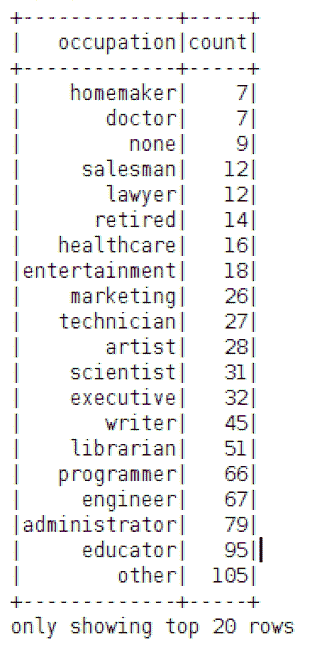 +-------------+-----+
|   occupation|count|
+-------------+-----+
|    homemaker|    7|
|       doctor|    7|
|         none|    9|
|     salesman|   12|
|       lawyer|   12|
|      retired|   14|
|   healthcare|   16|
|entertainment|   18|
|    marketing|   26|
|   technician|   27|
|       artist|   28|
|    scientist|   31|
|    executive|   32|
|       writer|   45|
|    librarian|   51|
|   programmer|   66|
|     engineer|   67|
|administrator|   79|
|     educator|   95|
|        other|  105|
+-------------+-----+
only showing top 20 rows